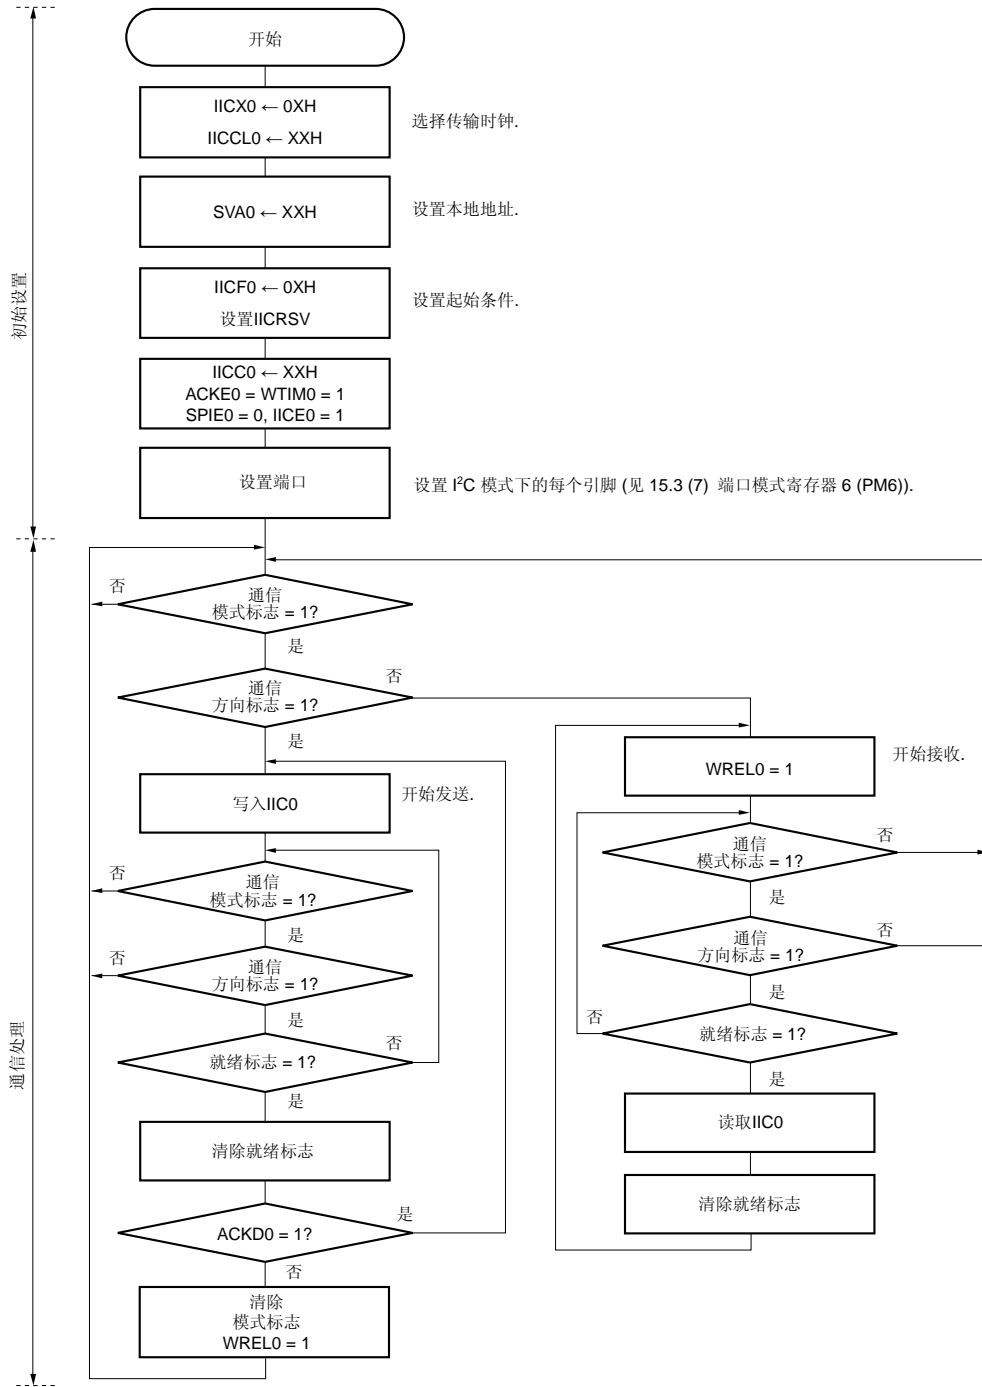 开始
IICX0 ← 0XH
IICCL0 ← XXH
选择传输时钟.
SVA0 ← XXH
设置本地地址.
IICF0 ← 0XH
设置IICRSV
设置起始条件.
初始设置
IICC0 ← XXH
ACKE0 = WTIM0 = 1
SPIE0 = 0, IICE0 = 1
设置端口
设置 I²C 模式下的每个引脚 (见 15.3 (7) 端口模式寄存器 6 (PM6)).
否
通信
模式标志 = 1?
是
通信
方向标志 = 1?
否
是
写入IIC0
开始发送.
否
通信
模式标志 = 1?
是
否
通信
方向标志 = 1?
是
就绪标志 = 1?
否
是
清除就绪标志
ACKD0 = 1?
是
否
清除
模式标志
WREL0 = 1
通信处理
WREL0 = 1
开始接收.
通信
模式标志 = 1?
否
是
通信
方向标志 = 1?
否
是
否
就绪标志 = 1?
是
读取IIC0
清除就绪标志